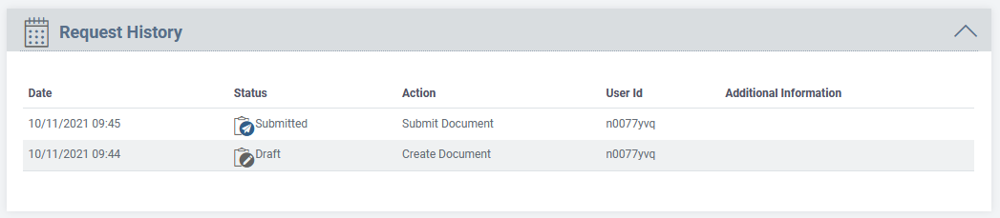 Request History
Date Status Action User Id Additional Information
10/11/2021 09:45 Submitted Submit Document n0077yvq
10/11/2021 09:44 Draft Create Document n0077yvq